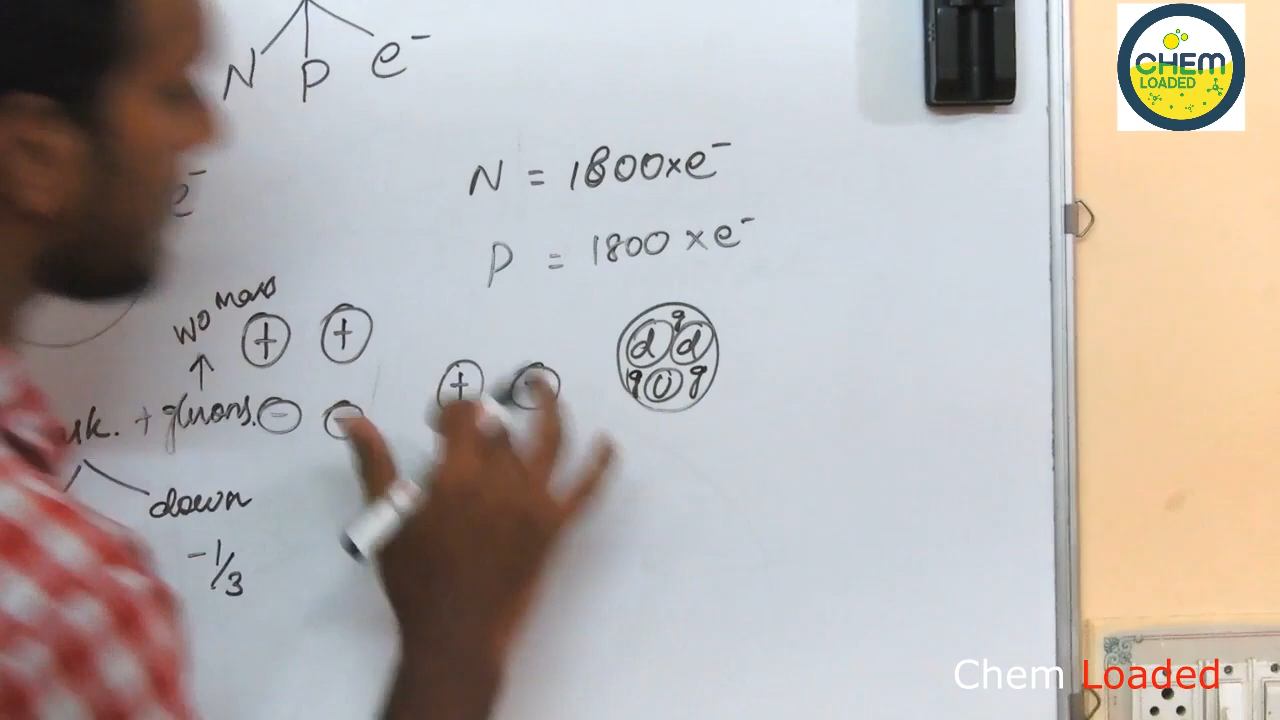 N P e⁻
CHEM
LOADED
N = 1800×e⁻
e⁻
P = 1800 ×e⁻
wo mass
+ +
d g d
g u g
+ -
+ gluons. - -
down
-1/3
Chem Loaded